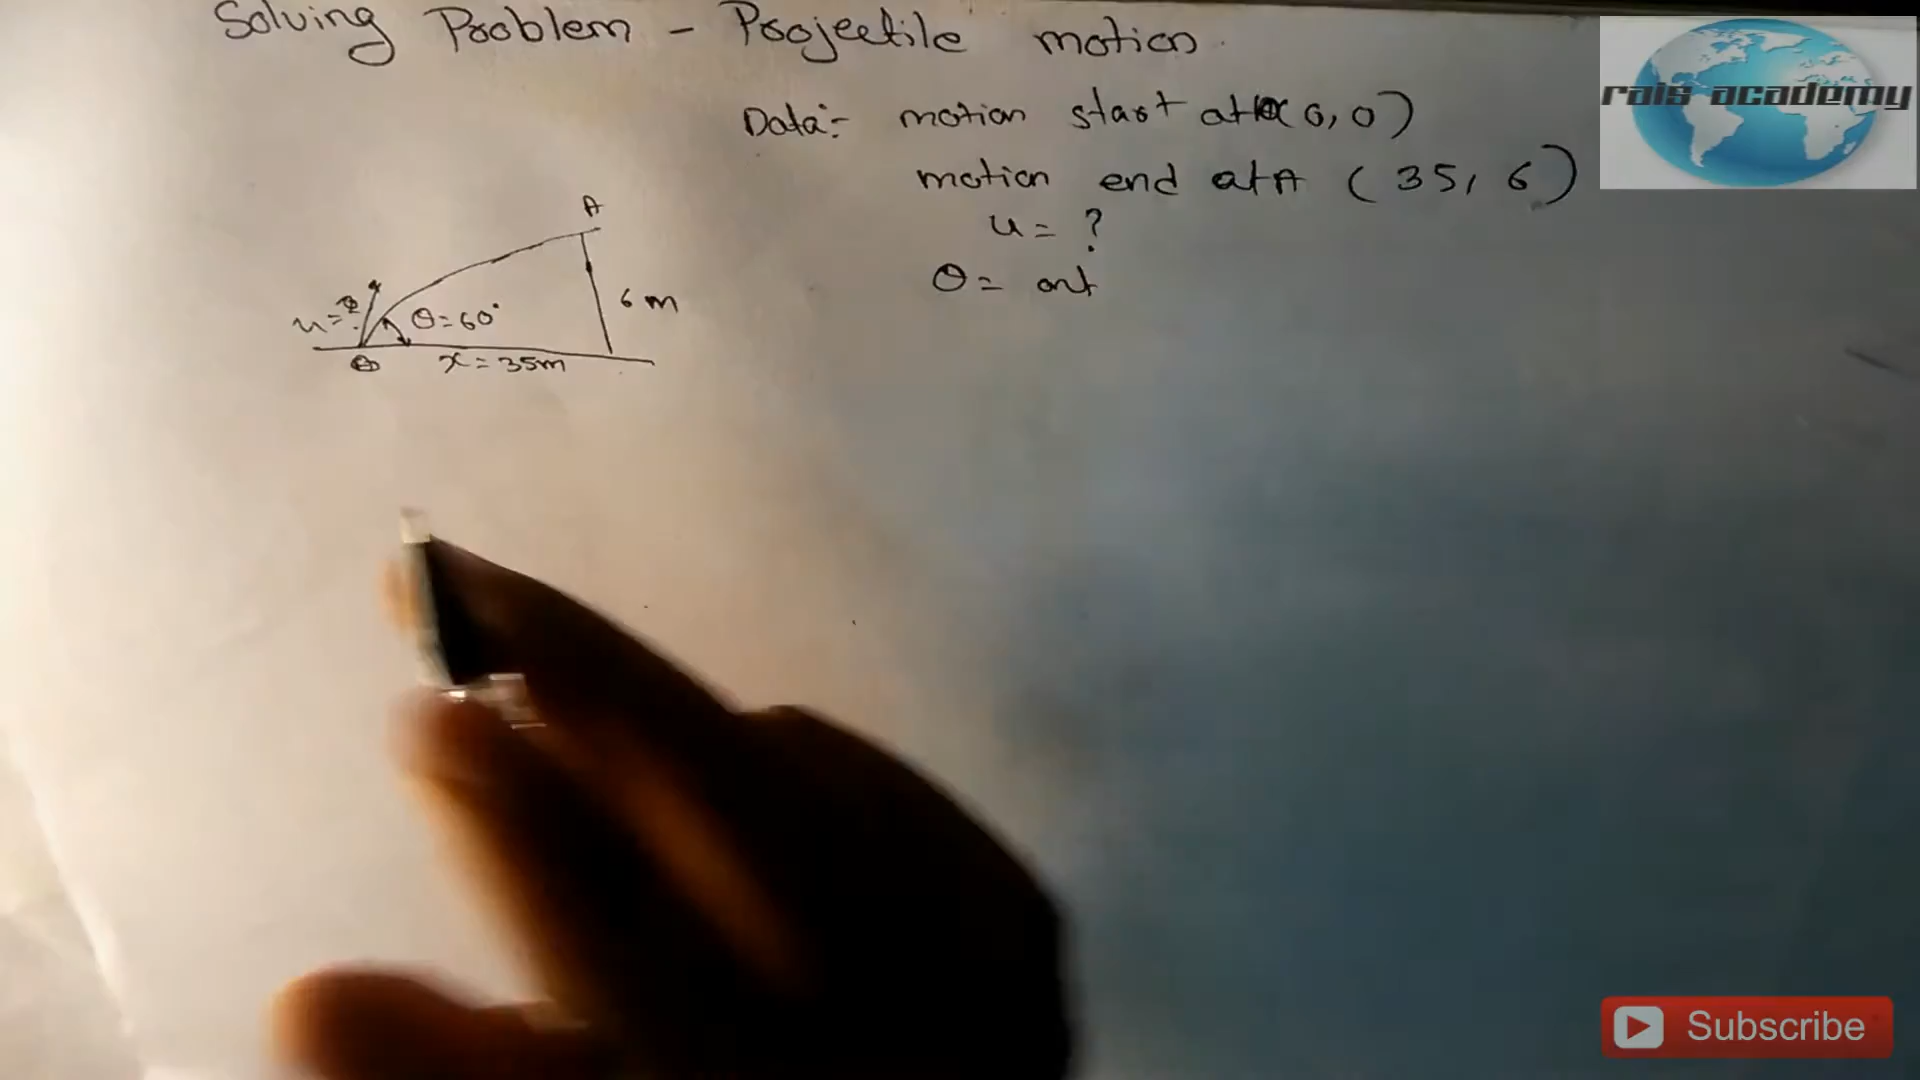 Solving Problem - Projectile motion.
Data:- motion start at (0,0)
motion end at A (35, 6)
u = ?
θ =
A
u = ?
θ = 60°
6 m
x = 35m
rais academy
Subscribe